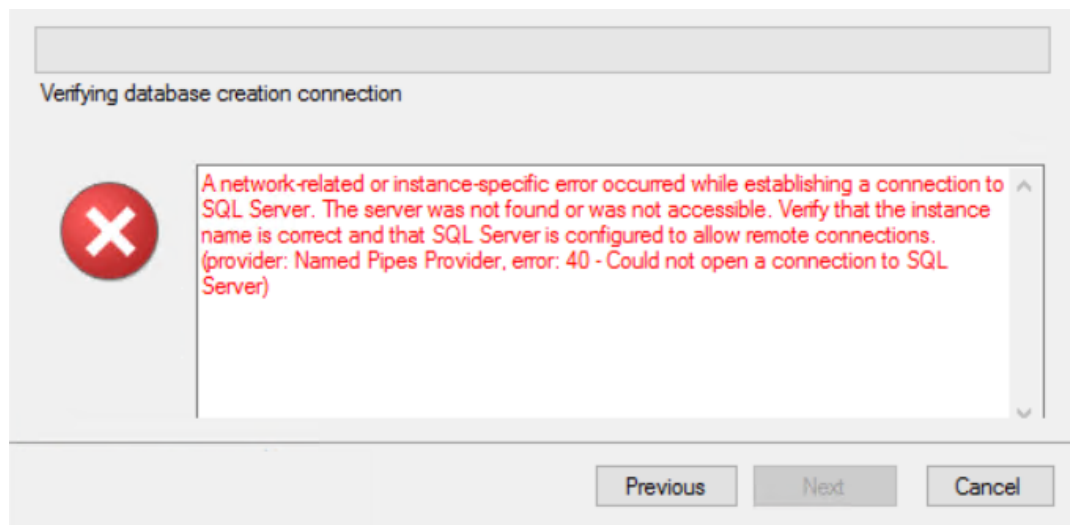 Verifying database creation connection
A network-related or instance-specific error occurred while establishing a connection to
SQL Server. The server was not found or was not accessible. Verify that the instance
name is correct and that SQL Server is configured to allow remote connections.
(provider: Named Pipes Provider, error: 40 - Could not open a connection to SQL
Server)
Previous
Next
Cancel